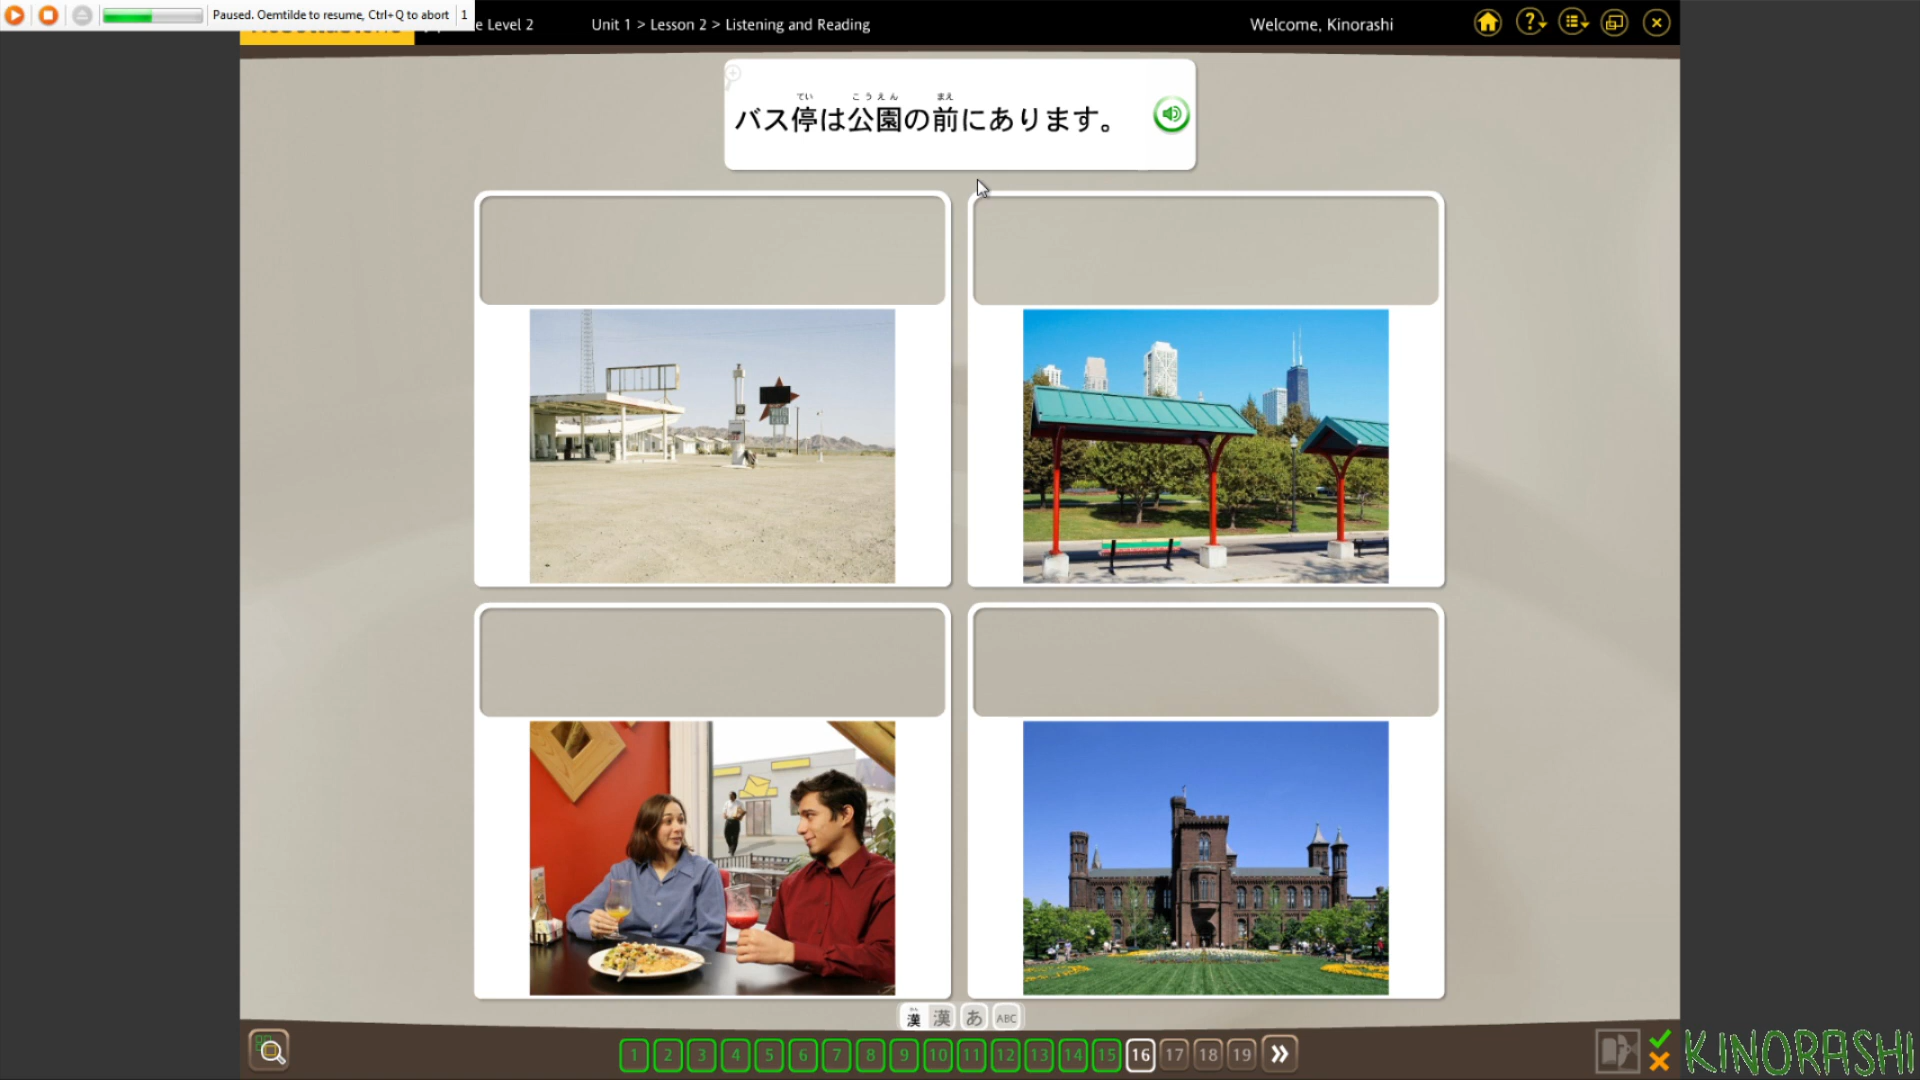 Paused. Oemtilde to resume, Ctrl+Q to abort 1
e Level 2
Unit 1 > Lesson 2 > Listening and Reading
Welcome, Kinorashi
てい こうえん まえ
バス停は公園の前にあります。
漢 漢 あ ABC
1 2 3 4 5 6 7 8 9 10 11 12 13 14 15 16 17 18 19
KINORASHI